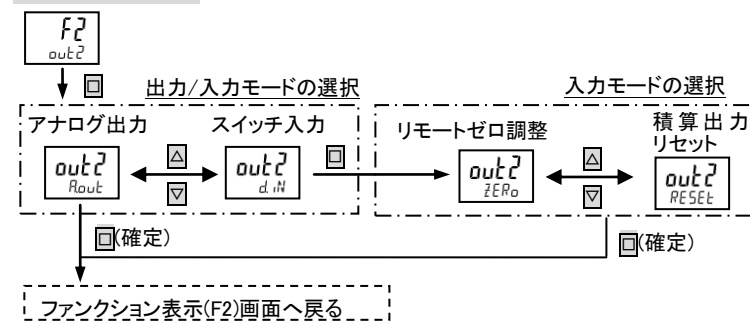 F2
out2
出力/入力モードの選択
入力モードの選択
アナログ出力
スイッチ入力
リモートゼロ調整
積算出力
リセット
out2
A.out
out2
d.iN
out2
ZERo
out2
RESEt
(確定)
(確定)
ファンクション表示(F2)画面へ戻る